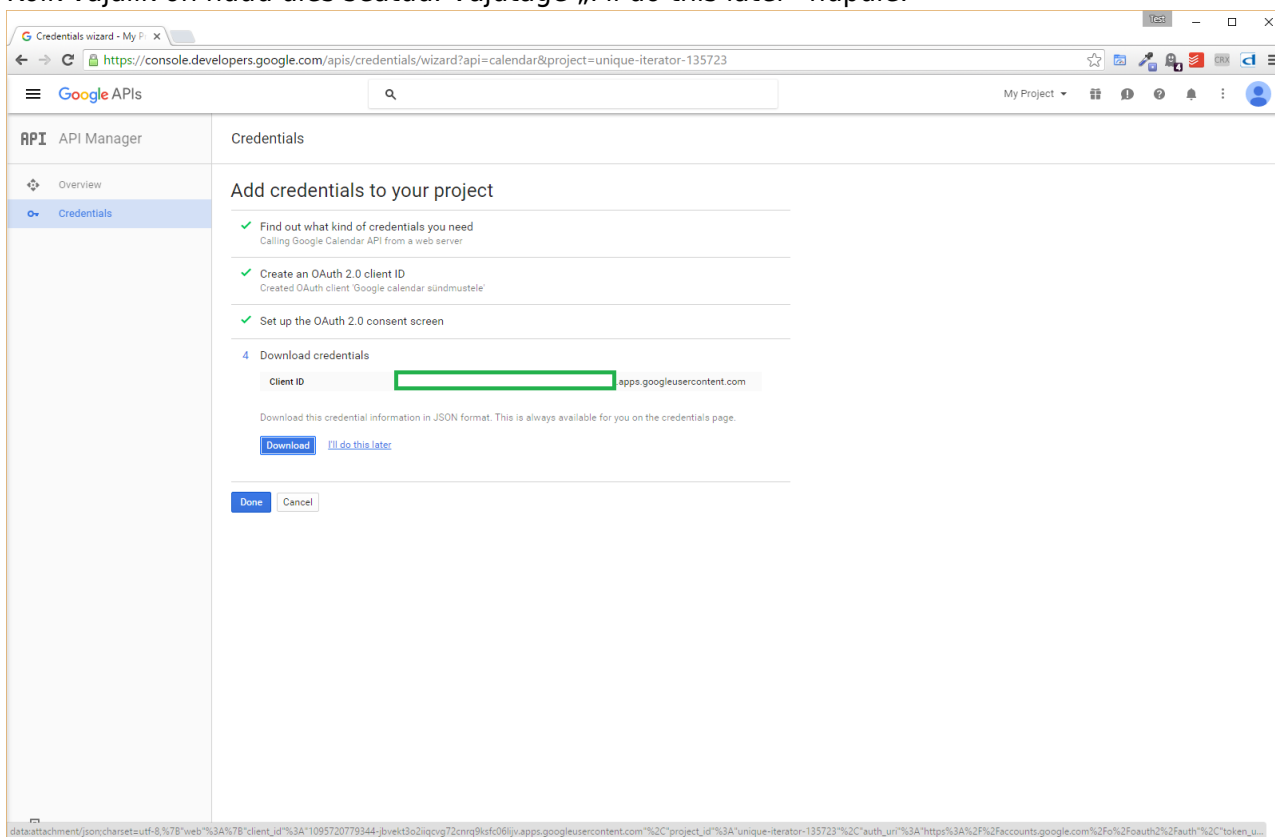 Test
Credentials wizard - My P
https://console.developers.google.com/apis/credentials/wizard?api=calendar&project=unique-iterator-135723
CRX
Google APIs
My Project
API API Manager
Credentials
Overview
Credentials
Add credentials to your project
Find out what kind of credentials you need
Calling Google Calendar API from a web server
Create an OAuth 2.0 client ID
Created OAuth client 'Google calendar sündmustele'
Set up the OAuth 2.0 consent screen
4 Download credentials
Client ID .apps.googleusercontent.com
Download this credential information in JSON format. This is always available for you on the credentials page.
Download I'll do this later
Done Cancel